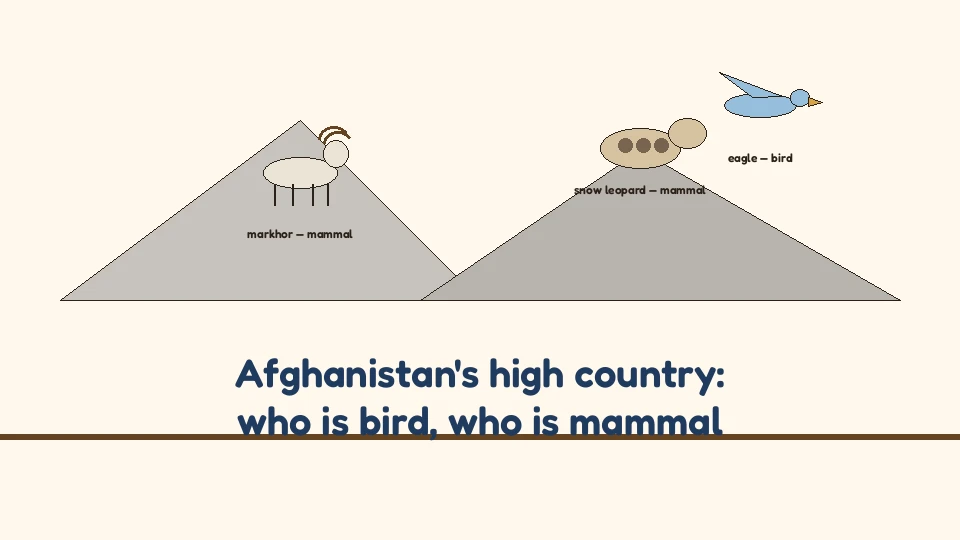 eagle – bird
snow leopard – mammal
markhor – mammal
Afghanistan's high country:
who is bird, who is mammal